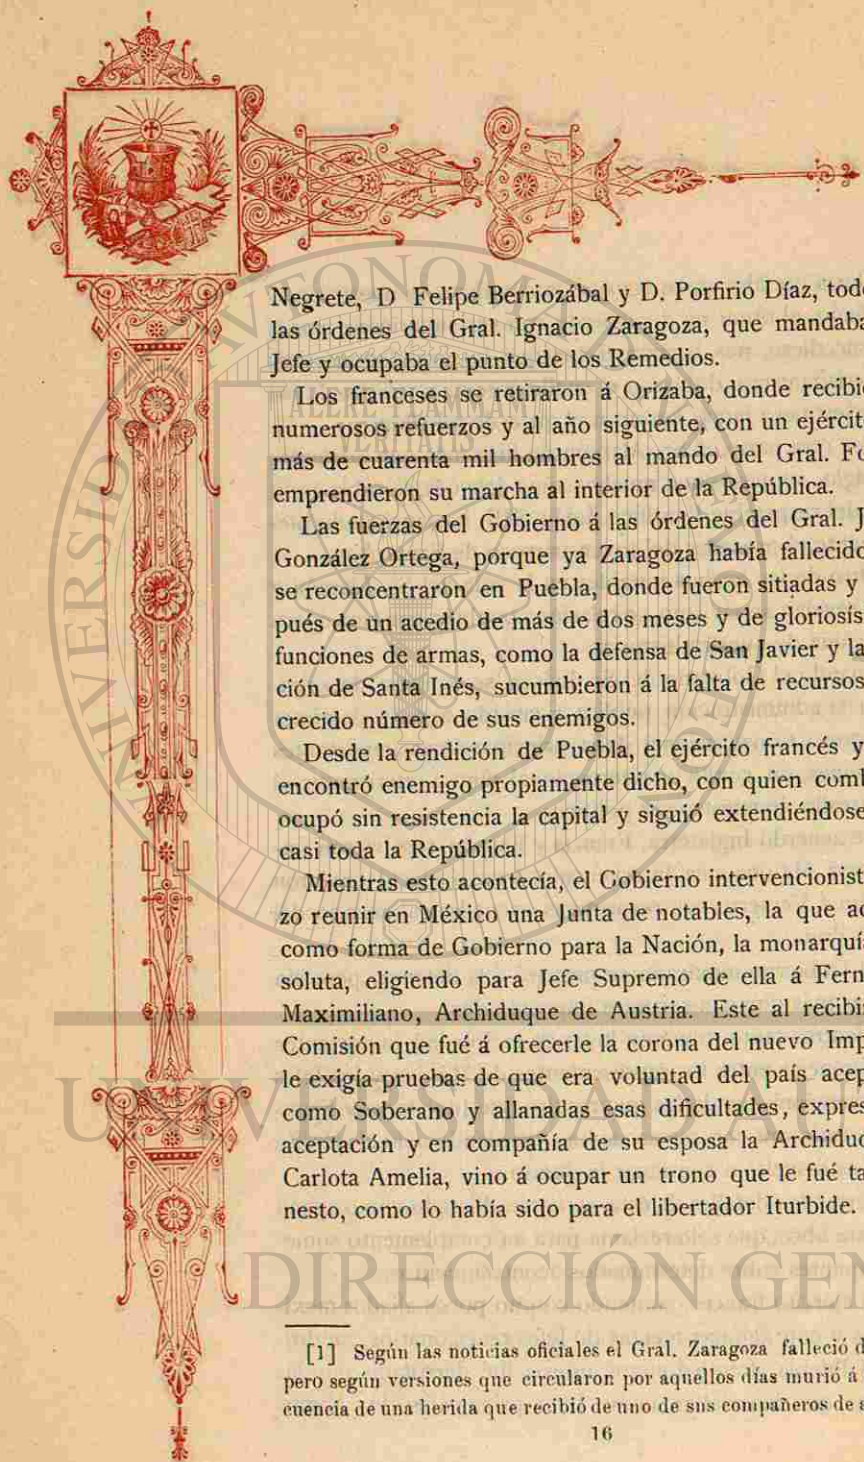 Negrete, D Felipe Berriozábal y D. Porfirio Díaz, tod
las órdenes del Gral. Ignacio Zaragoza, que mandaba
Jefe y ocupaba el punto de los Remedios.
Los franceses se retiraron á Orizaba, donde recibi
numerosos refuerzos y al año siguiente, con un ejércit
más de cuarenta mil hombres al mando del Gral. F
emprendieron su marcha al interior de la República.
Las fuerzas del Gobierno á las órdenes del Gral. J
González Ortega, porque ya Zaragoza había fallecido
se reconcentraron en Puebla, donde fueron sitiadas y
pués de un acedio de más de dos meses y de gloriosís
funciones de armas, como la defensa de San Javier y la
ción de Santa Inés, sucumbieron á la falta de recursos
crecido número de sus enemigos.
Desde la rendición de Puebla, el ejército francés y
encontró enemigo propiamente dicho, con quien coml
ocupó sin resistencia la capital y siguió extendiéndose
casi toda la República.
Mientras esto acontecía, el Gobierno intervencionist
zo reunir en México una Junta de notables, la que a
como forma de Gobierno para la Nación, la monarquí
soluta, eligiendo para Jefe Supremo de ella á Fern
Maximiliano, Archiduque de Austria. Este al recibi
Comisión que fué á ofrecerle la corona del nuevo Imp
le exigía pruebas de que era voluntad del país acep
como Soberano y allanadas esas dificultades, expres
aceptación y en compañía de su esposa la Archiduc
Carlota Amelia, vino á ocupar un trono que le fué ta
nesto, como lo había sido para el libertador Iturbide.
[1] Según las noticias oficiales el Gral. Zaragoza falleció d
pero según versiones que circularon por aquellos días murió á
cuencia de una herida que recibió de uno de sus compañeros de a
16
UNIVERSIDAD AU
DIRECCIÓN GEN